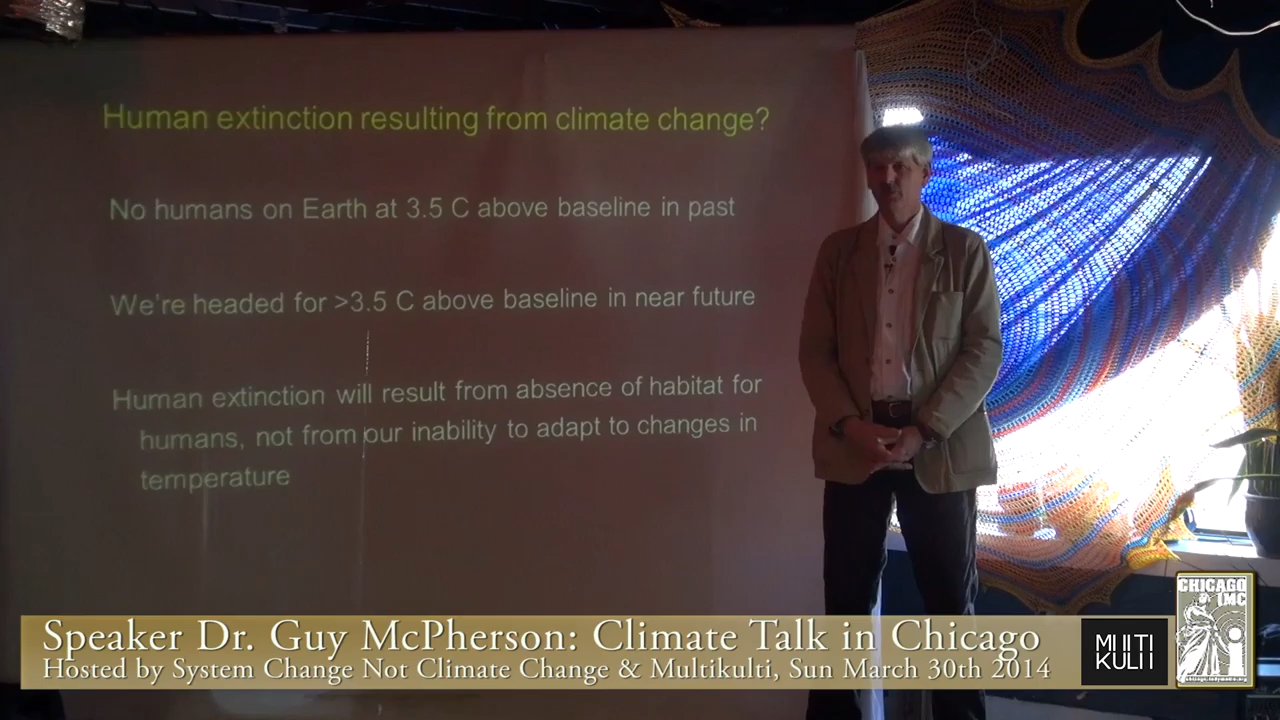 Human extinction resulting from climate change?
No humans on Earth at 3.5 C above baseline in past
We're headed for >3.5 C above baseline in near future
Human extinction will result from absence of habitat for
humans, not from our inability to adapt to changes in
temperature
Speaker Dr. Guy McPherson: Climate Talk in Chicago
Hosted by System Change Not Climate Change & Multikulti, Sun March 30th 2014
MULTI
KULTI
CHICAGO
IMC
chicago.indymedia.org